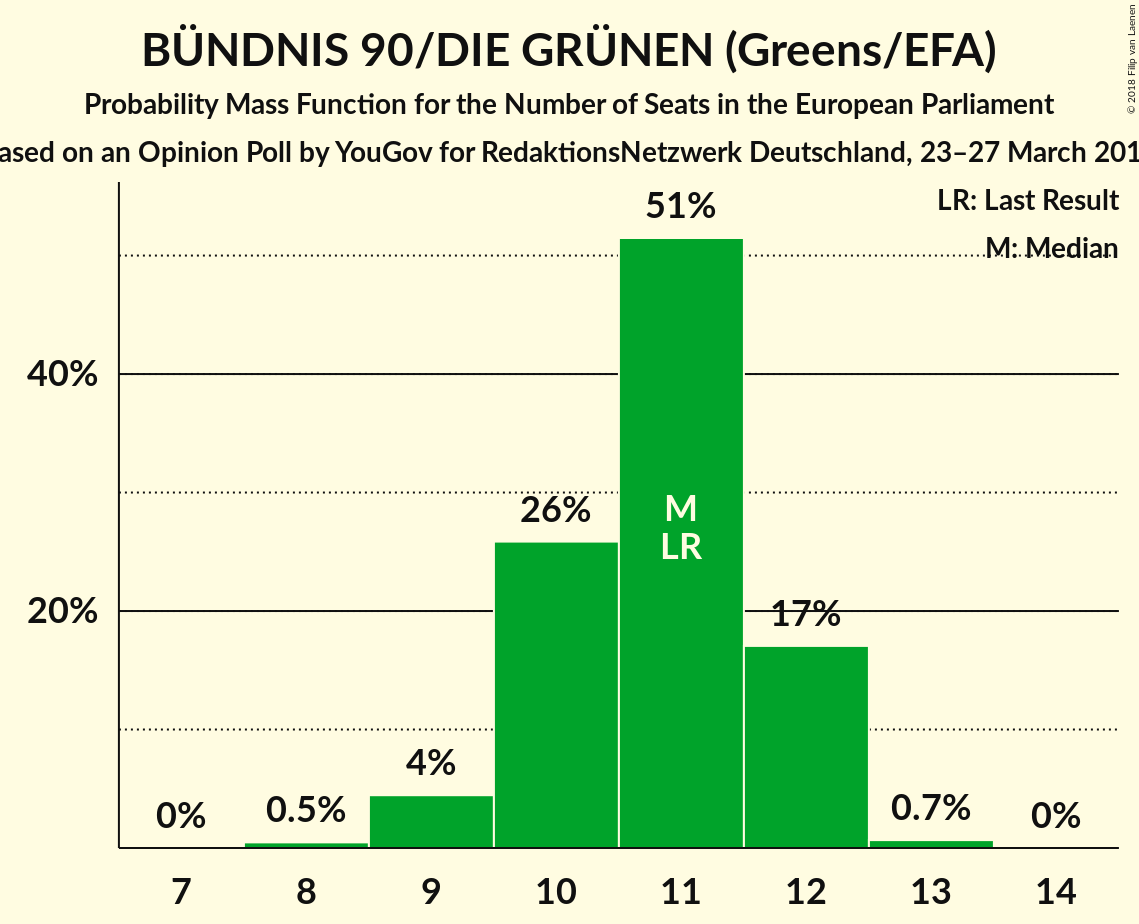 BÜNDNIS 90/DIE GRÜNEN (Greens/EFA)
Probability Mass Function for the Number of Seats in the European Parliament
ased on an Opinion Poll by YouGov for RedaktionsNetzwerk Deutschland, 23–27 March 201
© 2018 Filip van Laenen
LR: Last Result
M: Median
51%
40%
26%
M
LR
20%
17%
4%
0%
0.5%
0.7%
0%
7
8
9
10
11
12
13
14